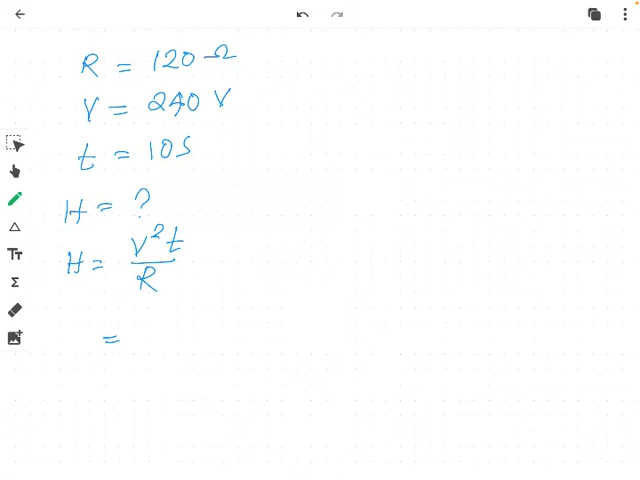 R = 120 Ω
V = 240 V
t = 10S
H = ?
H = V²t/R
=